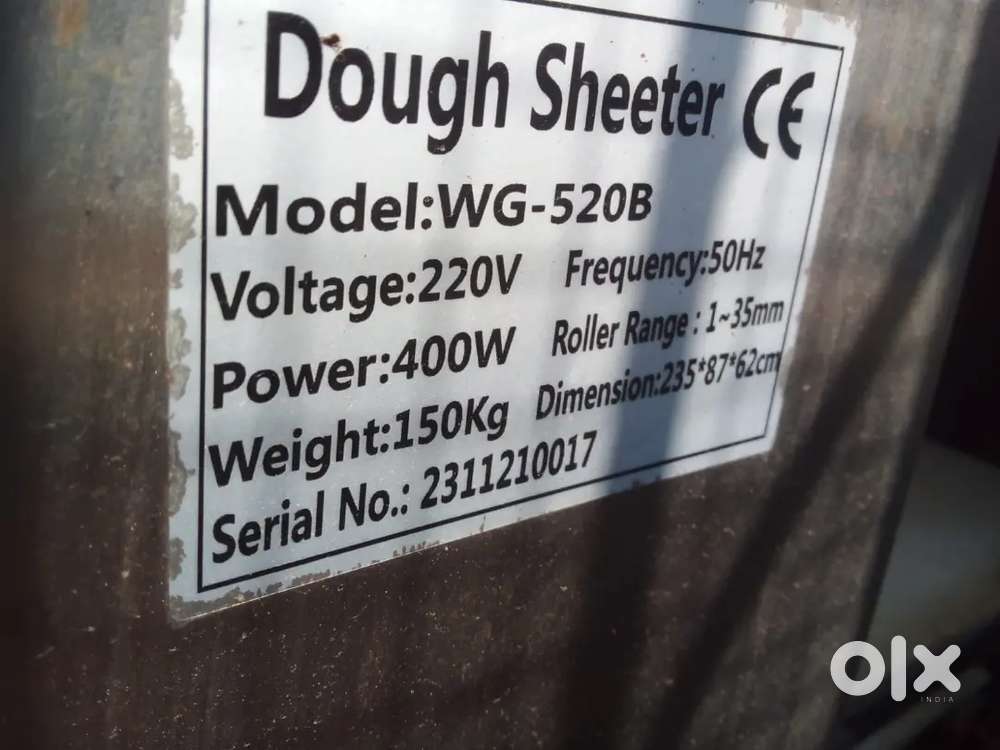 Dough Sheeter CE
Model:WG-520B
Voltage:220V Frequency:50Hz
Power:400W Roller Range : 1~35mm
Weight:150Kg Dimension:235*87*62cm
Serial No.: 2311210017
olx
INDIA